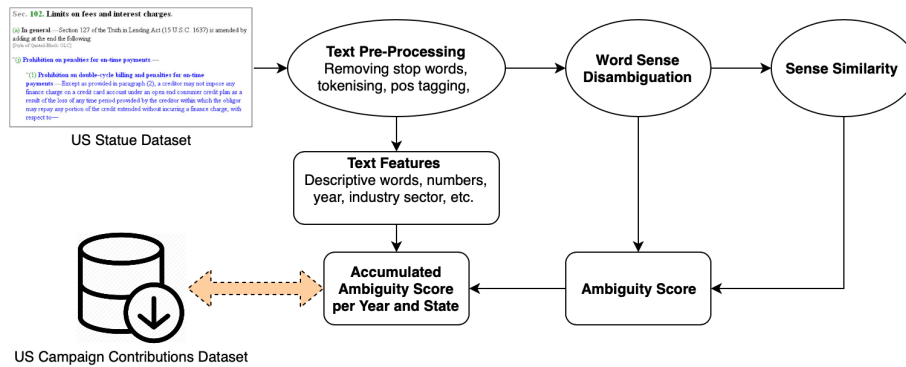 Sec. 102. Limits on fees and interest charges.
(a) In general.—Section 127 of the Truth in Lending Act (15 U.S.C. 1637) is amended by
adding at the end the following:
[Style of Quoted-Block: OLC]
"(j) Prohibition on penalties for on-time payments.—
"(1) Prohibition on double-cycle billing and penalties for on-time
payments.—Except as provided in paragraph (2), a creditor may not impose any
finance charge on a credit card account under an open end consumer credit plan as a
result of the loss of any time period provided by the creditor within which the obligor
may repay any portion of the credit extended without incurring a finance charge, with
respect to—
US Statue Dataset
Text Pre-Processing
Removing stop words,
tokenising, pos tagging,
Word Sense
Disambiguation
Sense Similarity
Text Features
Descriptive words, numbers,
year, industry sector, etc.
Accumulated
Ambiguity Score
per Year and State
Ambiguity Score
US Campaign Contributions Dataset